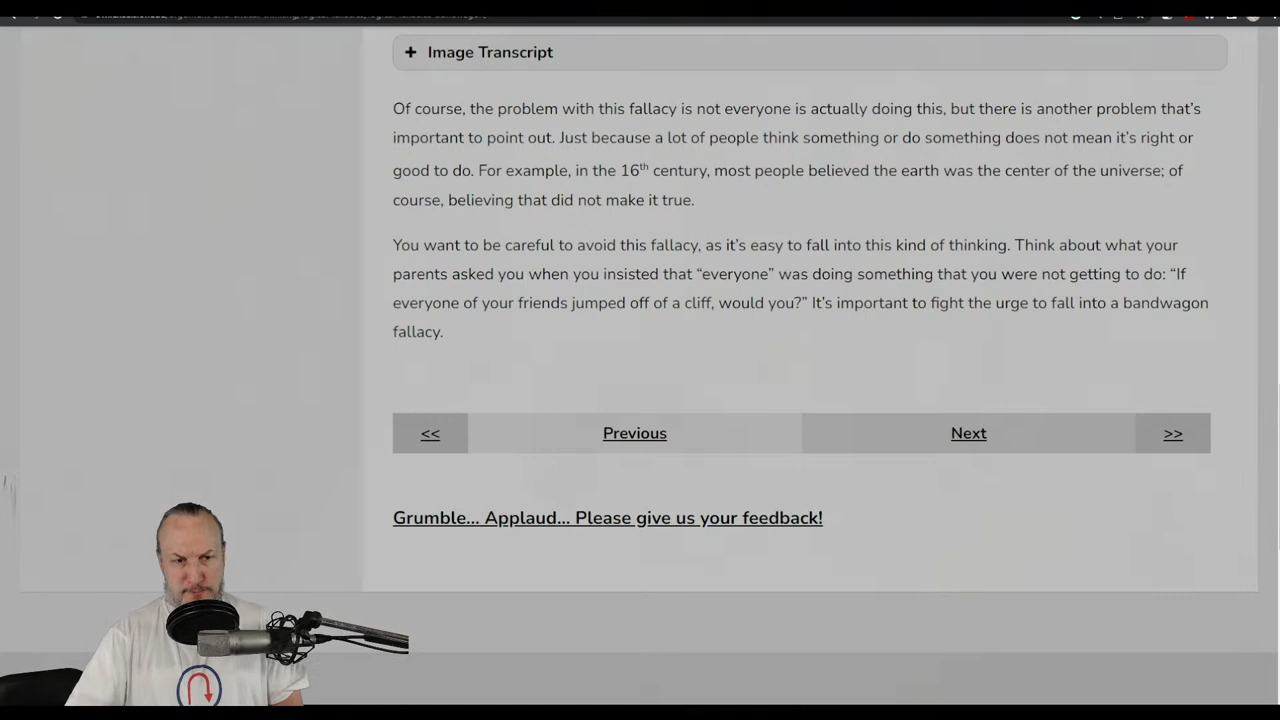 + Image Transcript
Of course, the problem with this fallacy is not everyone is actually doing this, but there is another problem that’s
important to point out. Just because a lot of people think something or do something does not mean it’s right or
good to do. For example, in the 16th century, most people believed the earth was the center of the universe; of
course, believing that did not make it true.
You want to be careful to avoid this fallacy, as it’s easy to fall into this kind of thinking. Think about what your
parents asked you when you insisted that “everyone” was doing something that you were not getting to do: “If
everyone of your friends jumped off of a cliff, would you?” It’s important to fight the urge to fall into a bandwagon
fallacy.
<< Previous Next >>
Grumble... Applaud... Please give us your feedback!